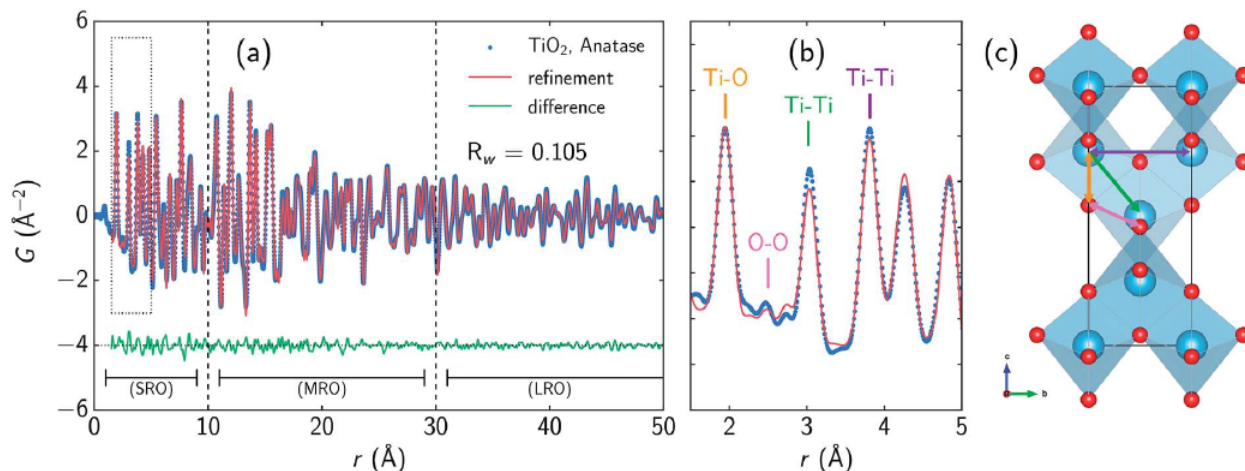 (a)
TiO2, Anatase
refinement
difference
Rw = 0.105
G (Å−2)
6
4
2
0
−2
−4
−6
(SRO)
(MRO)
(LRO)
0 10 20 30 40 50
r (Å)
(b)
Ti-O
Ti-Ti
Ti-Ti
O-O
2 3 4 5
r (Å)
(c)
c
b